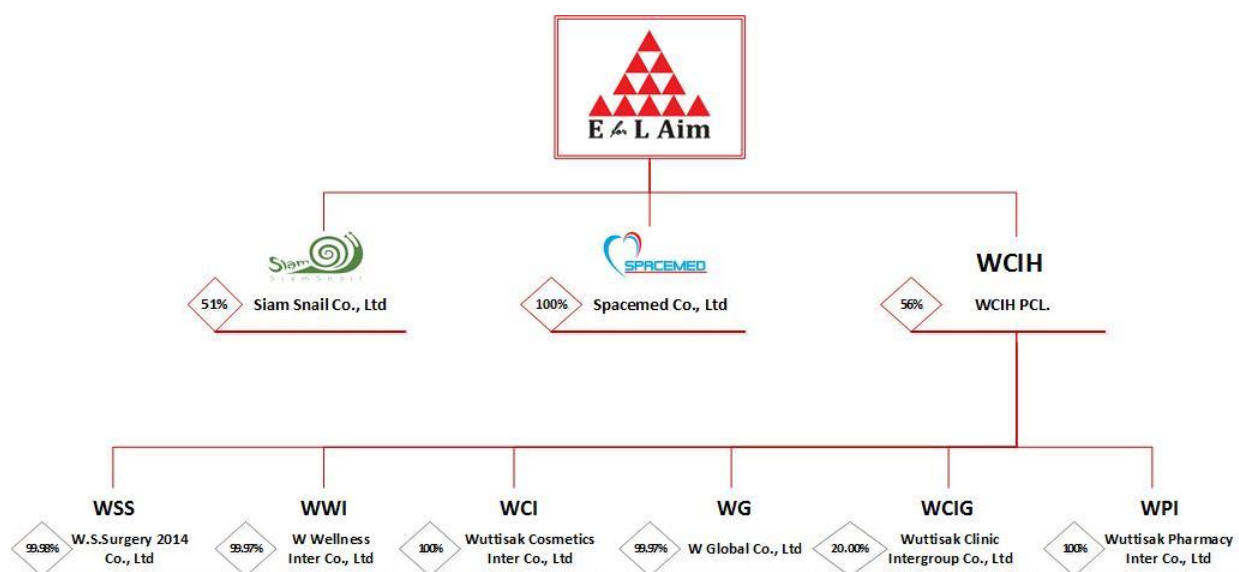 E for L Aim
Siam
SiamSnail
SPACEMED
WCIH
51%
Siam Snail Co., Ltd
100%
Spacemed Co., Ltd
56%
WCIH PCL.
WSS
WWI
WCI
WG
WCIG
WPI
99.98%
W.S.Surgery 2014
Co., Ltd
99.97%
W Wellness
Inter Co., Ltd
100%
Wuttisak Cosmetics
Inter Co., Ltd
99.97%
W Global Co., Ltd
20.00%
Wuttisak Clinic
Intergroup Co., Ltd
100%
Wuttisak Pharmacy
Inter Co., Ltd